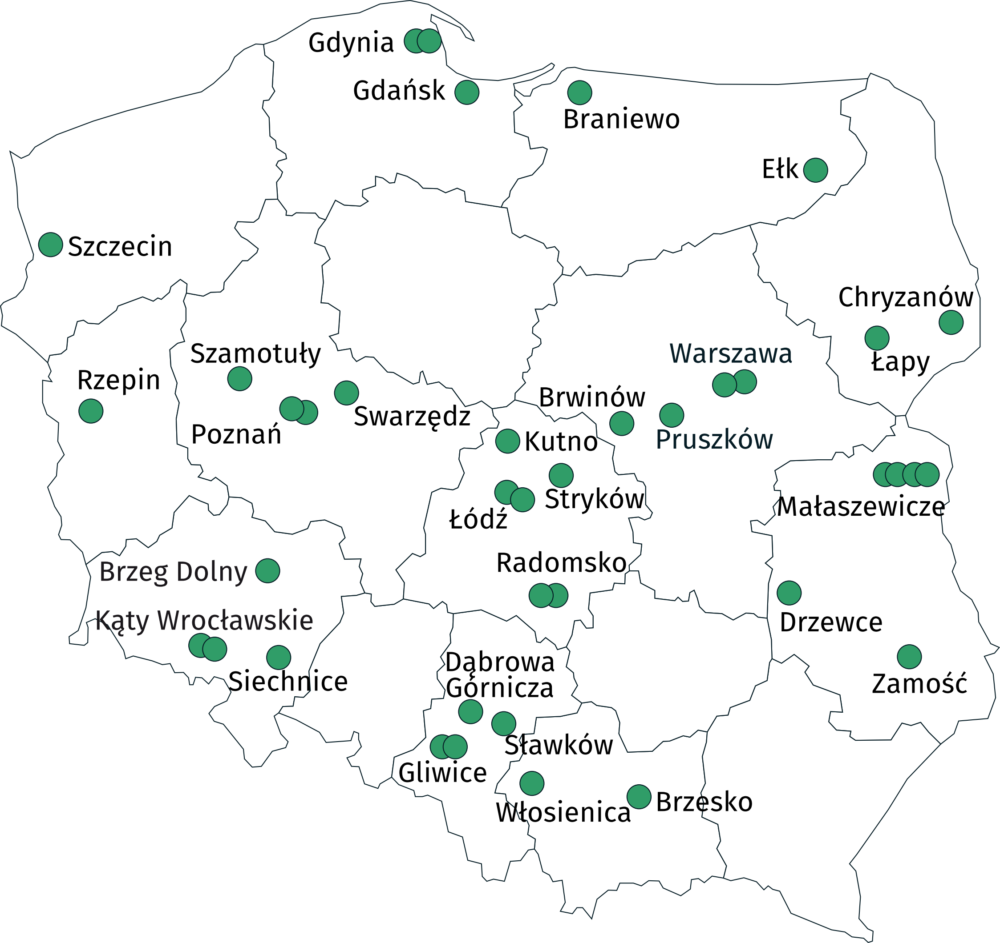 Gdynia
Gdańsk
Braniewo
Ełk
Szczecin
Chryzanów
Szamotuły
Warszawa
Łapy
Rzepin
Brwinów
Swarzędz
Poznań
Kutno
Pruszków
Stryków
Małaszewicze
Łódź
Brzeg Dolny
Radomsko
Kąty Wrocławskie
Drzewce
Dąbrowa
Górnicza
Siechnice
Zamość
Sławków
Gliwice
Włosienica
Brzesko